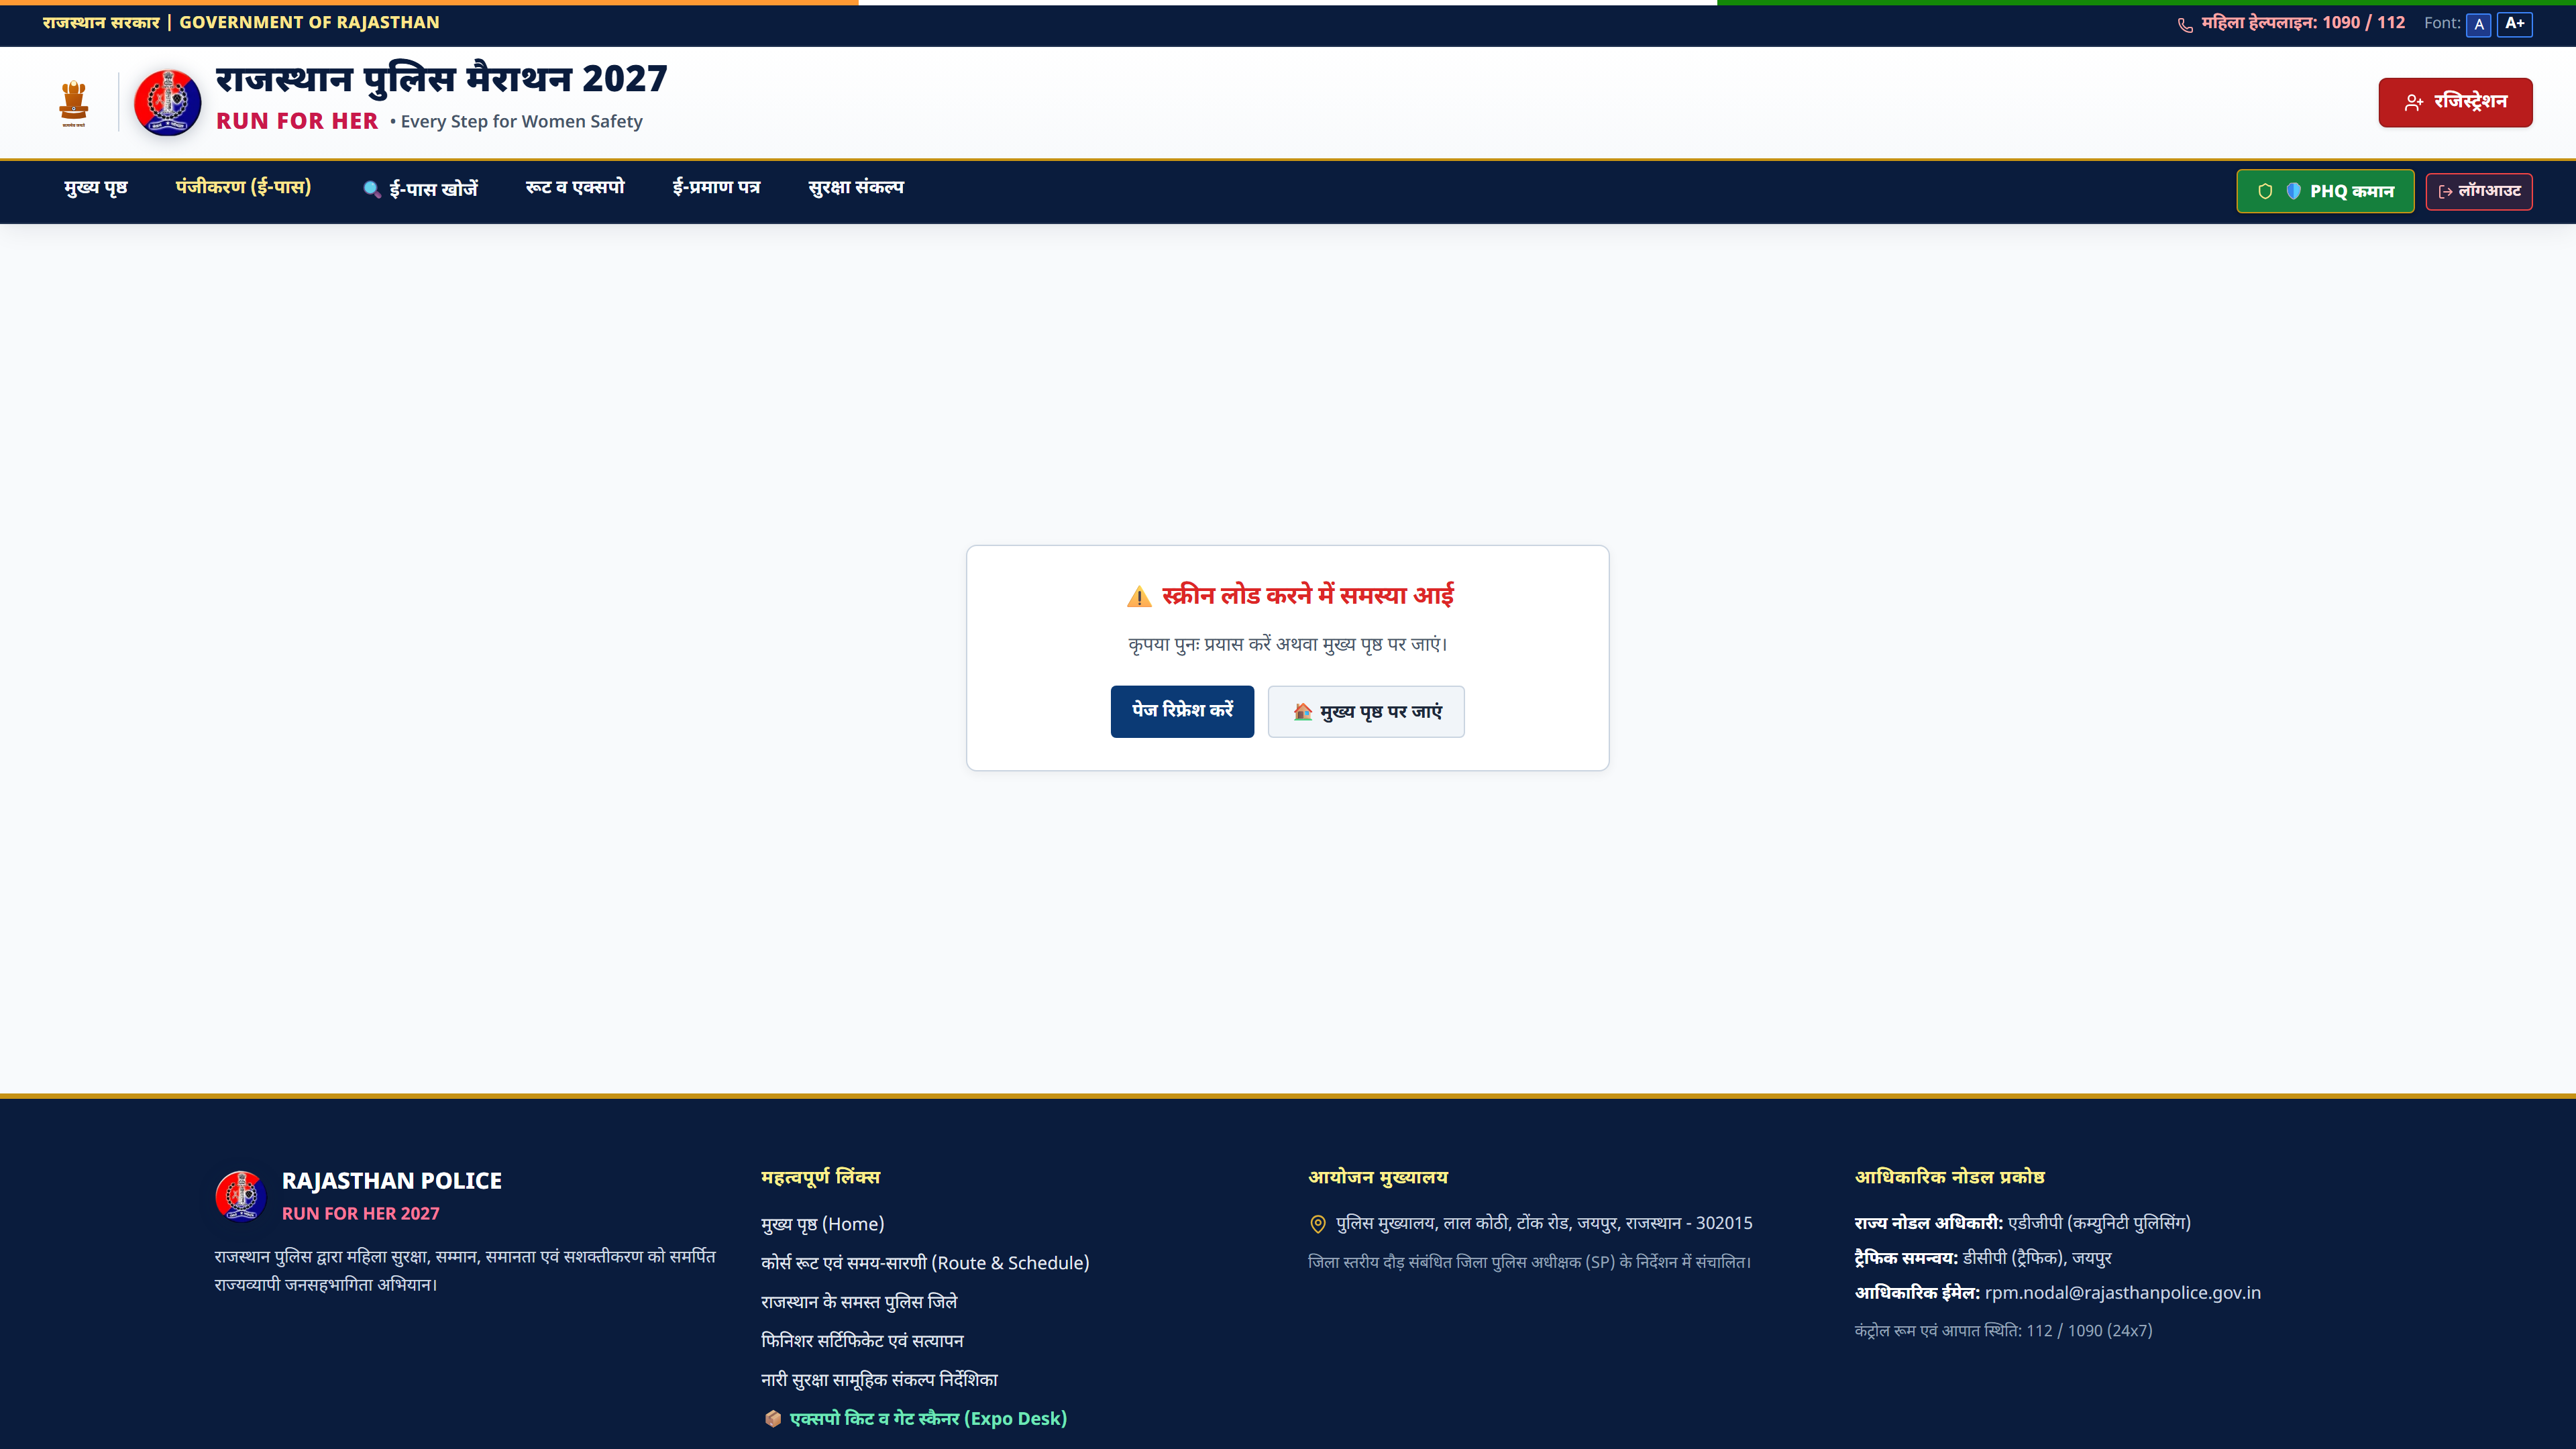 राजस्थान सरकार | GOVERNMENT OF RAJASTHAN
महिला हेल्पलाइन: 1090 / 112
Font: A A+
राजस्थान पुलिस मैराथन 2027
RUN FOR HER • Every Step for Women Safety
रजिस्ट्रेशन
मुख्य पृष्ठ
पंजीकरण (ई-पास)
ई-पास खोजें
रूट व एक्सपो
ई-प्रमाण पत्र
सुरक्षा संकल्प
PHQ कमान
लॉगआउट
स्क्रीन लोड करने में समस्या आई
कृपया पुनः प्रयास करें अथवा मुख्य पृष्ठ पर जाएं।
पेज रिफ्रेश करें
मुख्य पृष्ठ पर जाएं
RAJASTHAN POLICE
RUN FOR HER 2027
राजस्थान पुलिस द्वारा महिला सुरक्षा, सम्मान, समानता एवं सशक्तीकरण को समर्पित
राज्यव्यापी जनसहभागिता अभियान।
महत्वपूर्ण लिंक्स
मुख्य पृष्ठ (Home)
कोर्स रूट एवं समय-सारणी (Route & Schedule)
राजस्थान के समस्त पुलिस जिले
फिनिशर सर्टिफिकेट एवं सत्यापन
नारी सुरक्षा सामूहिक संकल्प निर्देशिका
एक्सपो किट व गेट स्कैनर (Expo Desk)
आयोजन मुख्यालय
पुलिस मुख्यालय, लाल कोठी, टोंक रोड, जयपुर, राजस्थान - 302015
जिला स्तरीय दौड़ संबंधित जिला पुलिस अधीक्षक (SP) के निर्देशन में संचालित।
आधिकारिक नोडल प्रकोष्ठ
राज्य नोडल अधिकारी: एडीजीपी (कम्युनिटी पुलिसिंग)
ट्रैफिक समन्वय: डीसीपी (ट्रैफिक), जयपुर
आधिकारिक ईमेल: rpm.nodal@rajasthanpolice.gov.in
कंट्रोल रूम एवं आपात स्थिति: 112 / 1090 (24x7)